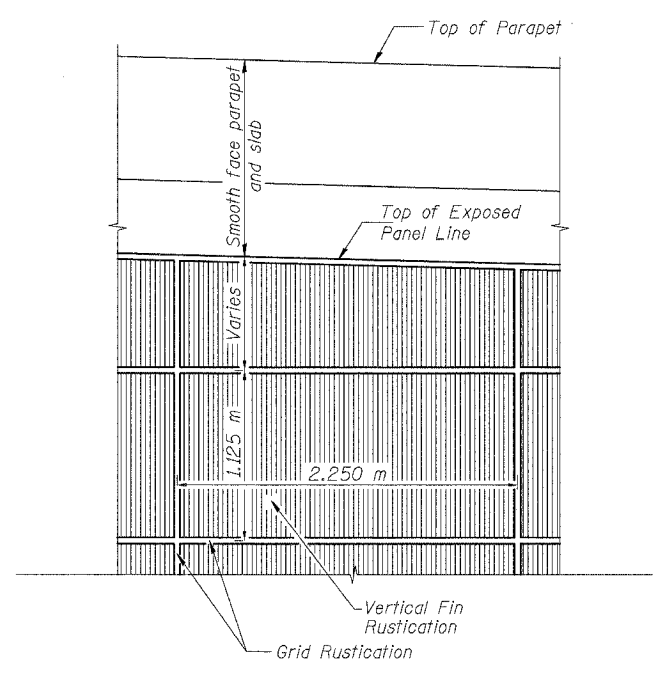 Top of Parapet
Smooth face parapet
and slab
Top of Exposed
Panel Line
Varies
1.125 m
2.250 m
Vertical Fin
Rustication
Grid Rustication